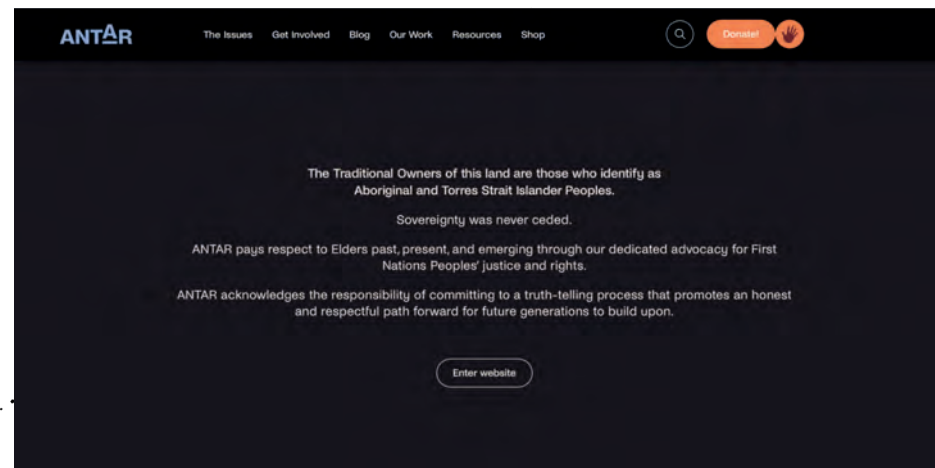 ANTAR
The Issues Get Involved Blog Our Work Resources Shop Donate!
The Traditional Owners of this land are those who identify as
Aboriginal and Torres Strait Islander Peoples.
Sovereignty was never ceded.
ANTAR pays respect to Elders past, present, and emerging through our dedicated advocacy for First
Nations Peoples' justice and rights.
ANTAR acknowledges the responsibility of committing to a truth-telling process that promotes an honest
and respectful path forward for future generations to build upon.
Enter website